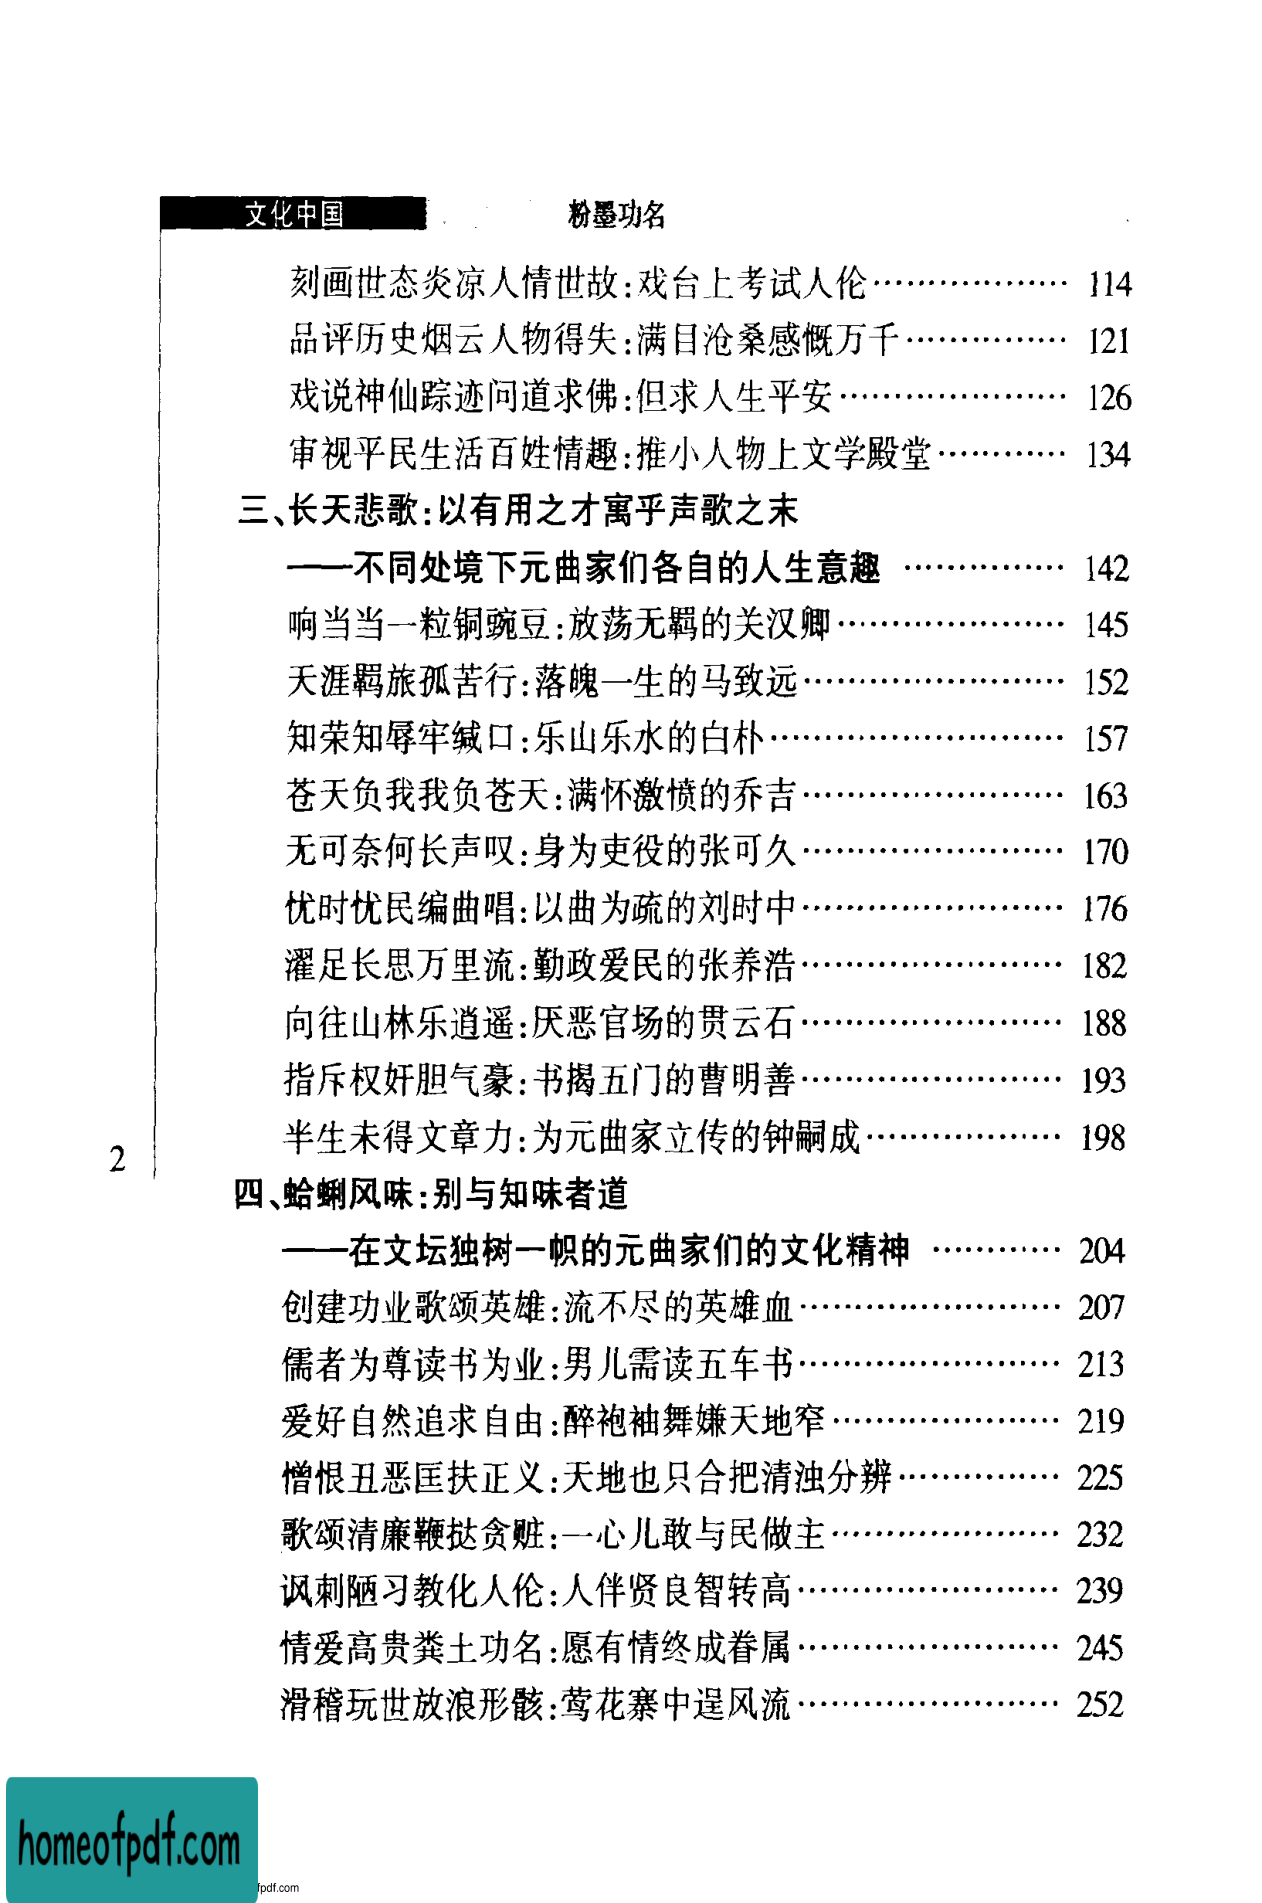 文化中国 粉墨功名
刻画世态炎凉人情世故:戏台上考试人伦………………… 114
品评历史烟云人物得失:满目沧桑感慨万千…………… 121
戏说神仙踪迹问道求佛:但求人生平安………………… 126
审视平民生活百姓情趣:推小人物上文学殿堂………… 134
三、长天悲歌:以有用之才寓乎声歌之末
——不同处境下元曲家们各自的人生意趣 …………… 142
响当当一粒铜豌豆:放荡无羁的关汉卿………………… 145
天涯羁旅孤苦行:落魄一生的马致远…………………… 152
知荣知辱牢缄口:乐山乐水的白朴……………………… 157
苍天负我我负苍天:满怀激愤的乔吉…………………… 163
无可奈何长声叹:身为吏役的张可久…………………… 170
忧时忧民编曲唱:以曲为疏的刘时中…………………… 176
濯足长思万里流:勤政爱民的张养浩…………………… 182
向往山林乐逍遥:厌恶官场的贯云石…………………… 188
指斥权奸胆气豪:书揭五门的曹明善…………………… 193
半生未得文章力:为元曲家立传的钟嗣成……………… 198
2
四、蛤蜊风味:别与知味者道
——在文坛独树一帜的元曲家们的文化精神 ………… 204
创建功业歌颂英雄:流不尽的英雄血…………………… 207
儒者为尊读书为业:男儿需读五车书…………………… 213
爱好自然追求自由:醉袍袖舞嫌天地窄………………… 219
憎恨丑恶匡扶正义:天地也只合把清浊分辨…………… 225
歌颂清廉鞭挞贪赃:一心儿敢与民做主………………… 232
讽刺陋习教化人伦:人伴贤良智转高…………………… 239
情爱高贵粪土功名:愿有情终成眷属…………………… 245
滑稽玩世放浪形骸:莺花寨中逞风流…………………… 252
homeofpdf.com
fpdf.com